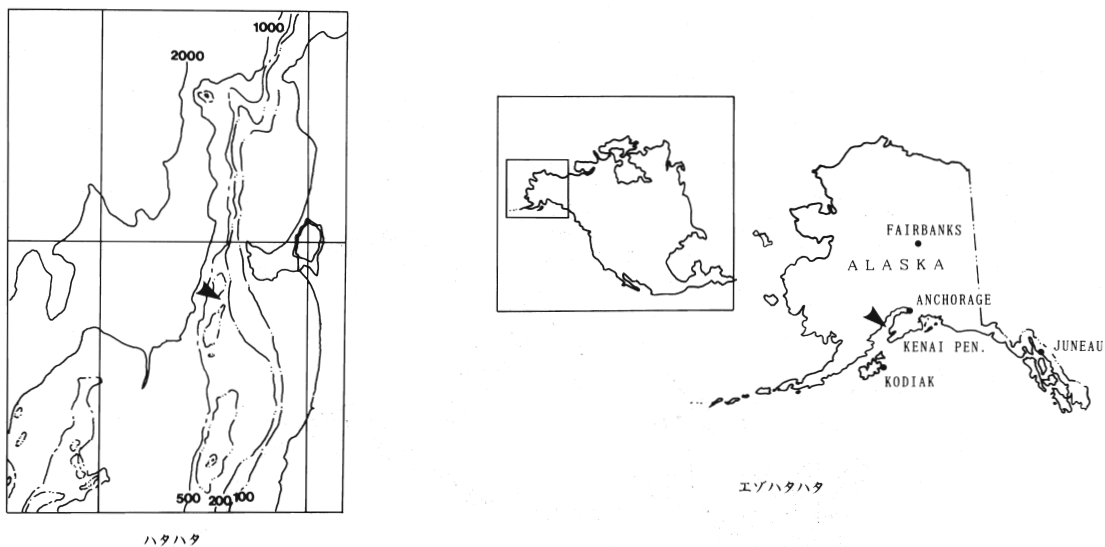 1000
2000
500
200
100
ハタハタ
FAIRBANKS
ALASKA
ANCHORAGE
KENAI PEN.
JUNEAU
KODIAK
エゾハタハタ